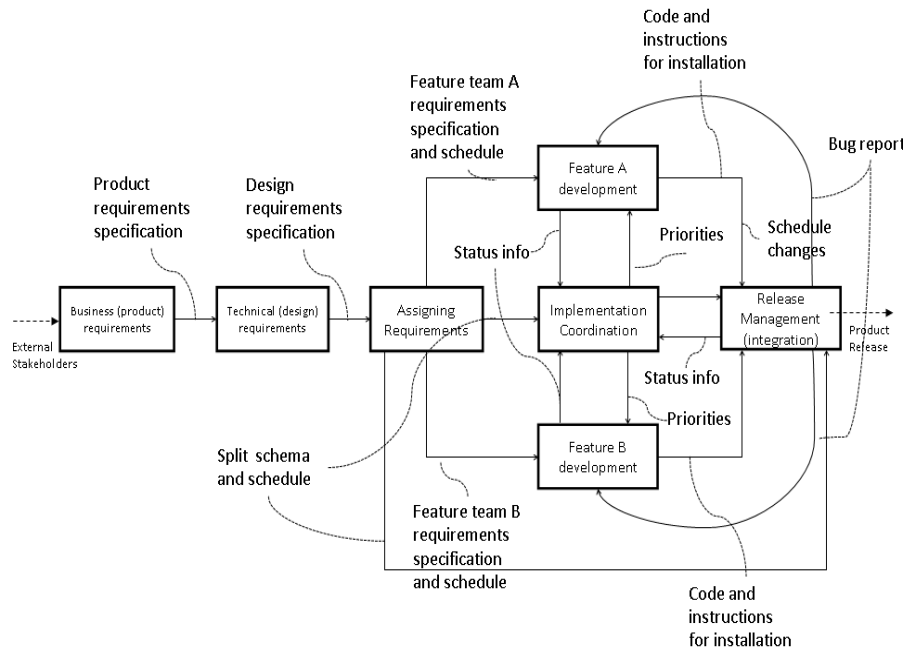 Code and
instructions
for installation
Feature team A
requirements
specification
and schedule
Bug report
Feature A
development
Product
requirements
specification
Design
requirements
specification
Status info
Priorities
Schedule
changes
Business (product)
requirements
Technical (design)
requirements
Assigning
Requirements
Implementation
Coordination
Release
Management
(integration)
External
Stakeholders
Product
Release
Status info
Priorities
Split schema
and schedule
Feature B
development
Feature team B
requirements
specification
and schedule
Code and
instructions
for installation